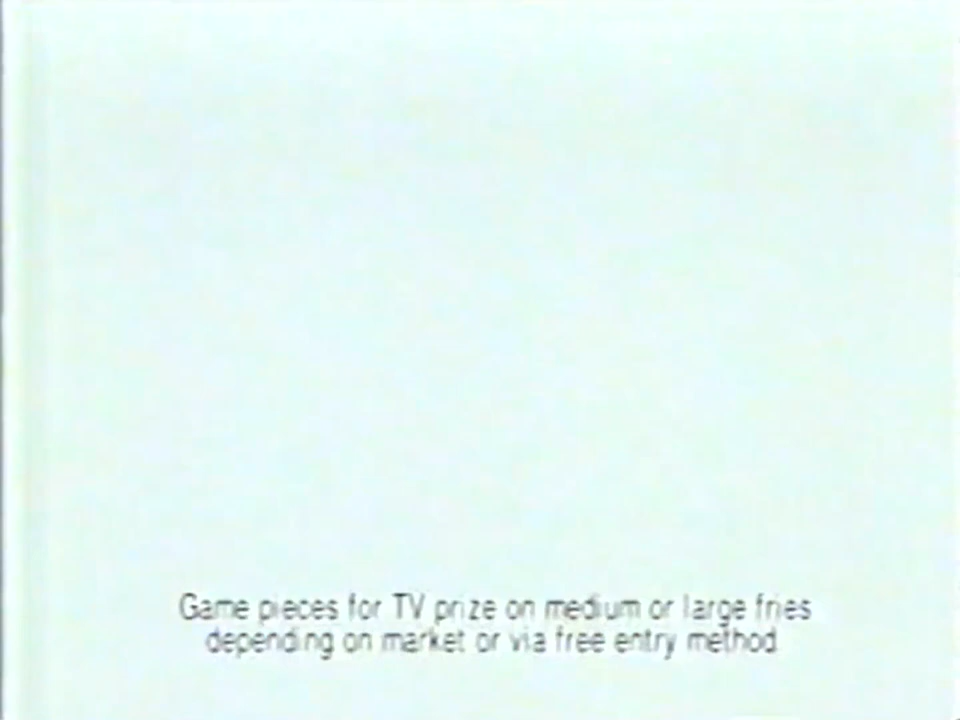 Game pieces for TV prize on medium or large fries
depending on market or via free entry method